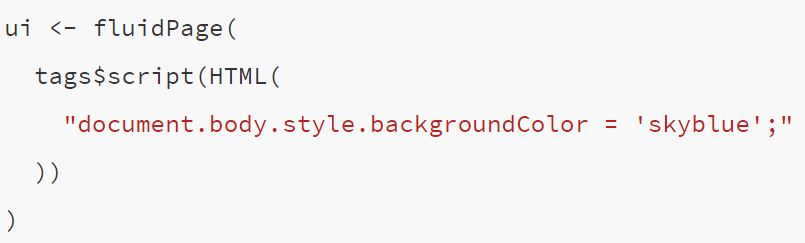 ui <- fluidPage(
  tags$script(HTML(
    "document.body.style.backgroundColor = 'skyblue';"
  ))
)